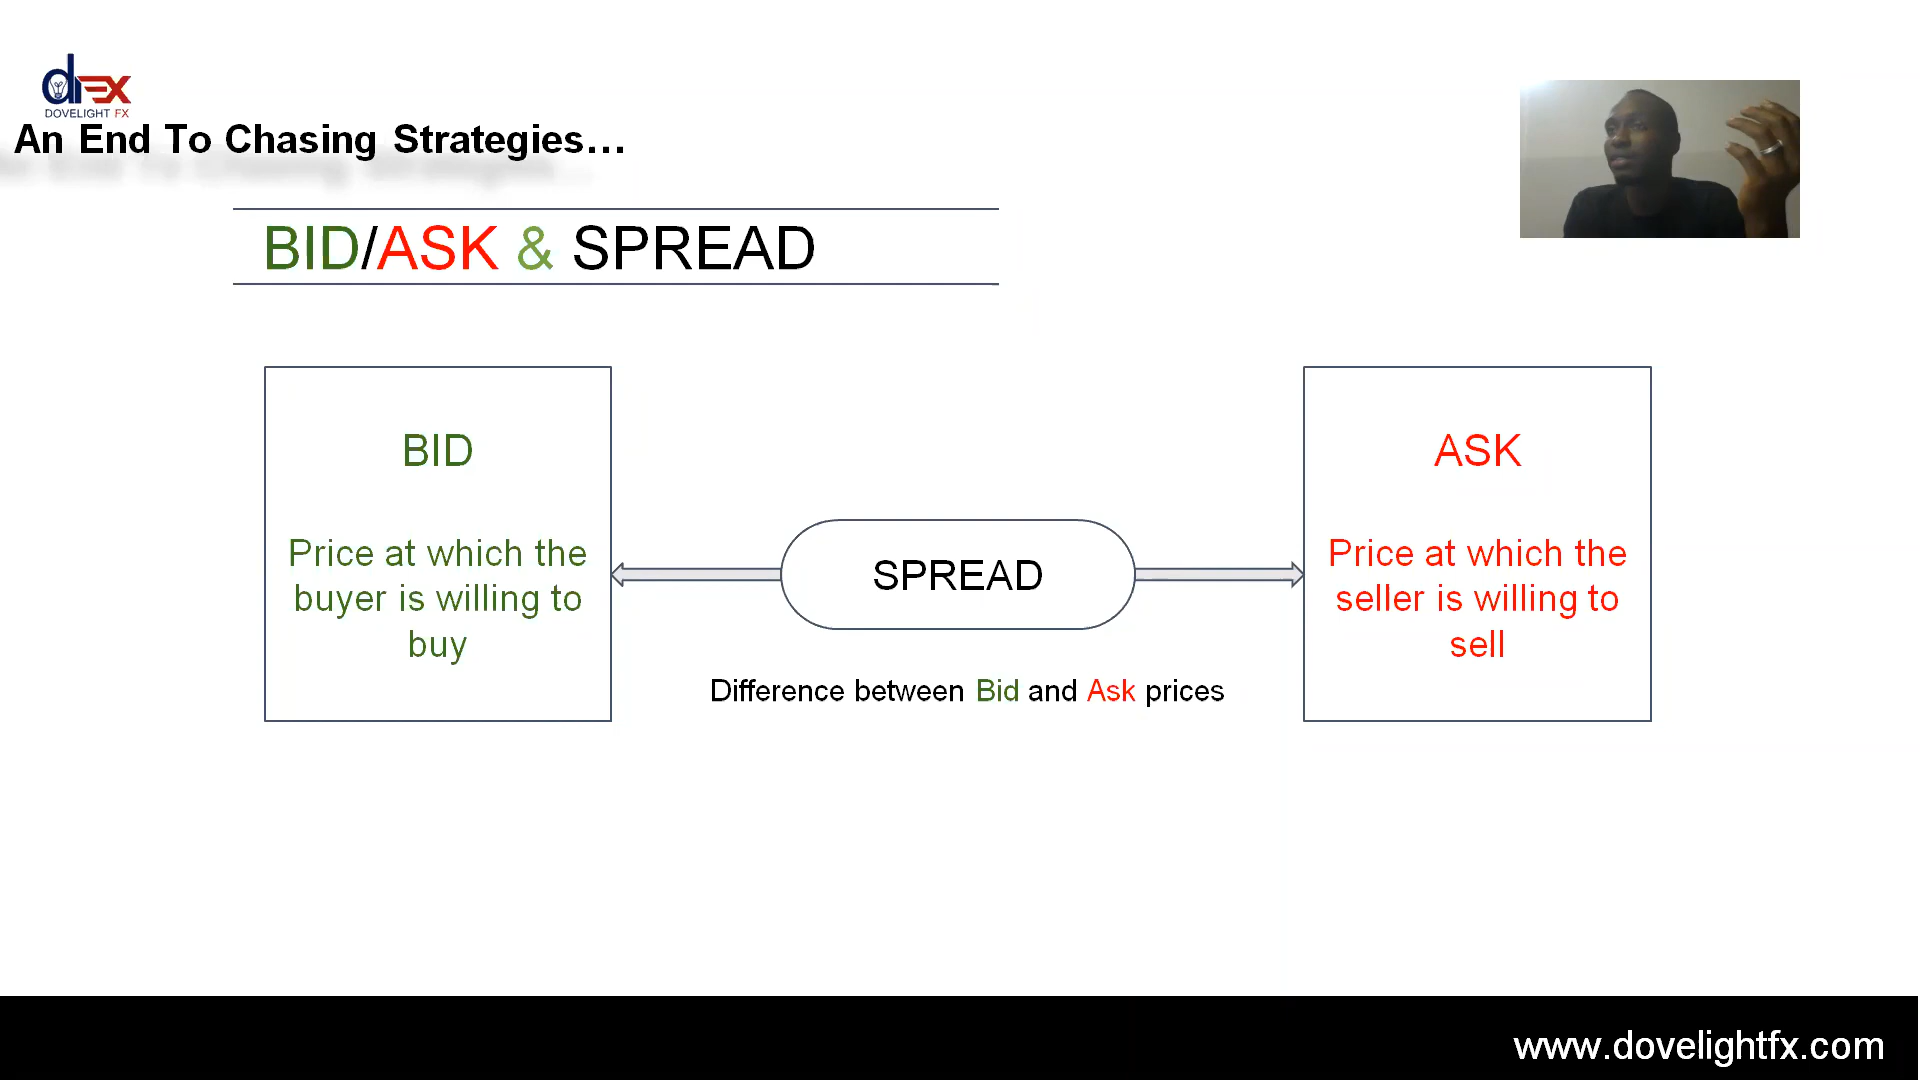 DOVELIGHT FX
An End To Chasing Strategies...
BID/ASK & SPREAD
BID
Price at which the
buyer is willing to
buy
SPREAD
Difference between Bid and Ask prices
ASK
Price at which the
seller is willing to
sell
www.dovelightfx.com